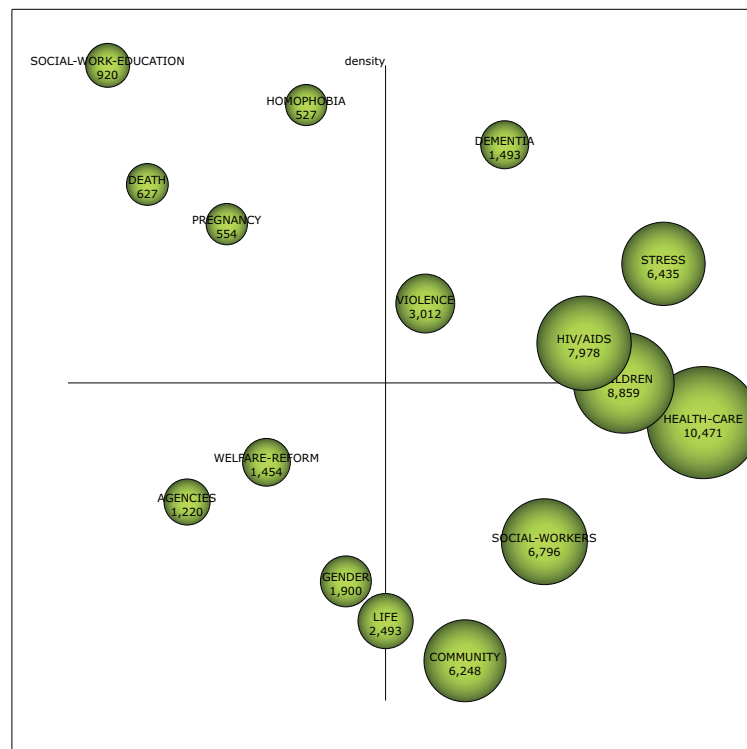 SOCIAL-WORK-EDUCATION
920
density
HOMOPHOBIA
527
DEMENTIA
1,493
DEATH
627
PREGNANCY
554
STRESS
6,435
VIOLENCE
3,012
HIV/AIDS
7,978
ILDREN
8,859
HEALTH-CARE
10,471
WELFARE-REFORM
1,454
AGENCIES
1,220
SOCIAL-WORKERS
6,796
GENDER
1,900
LIFE
2,493
COMMUNITY
6,248